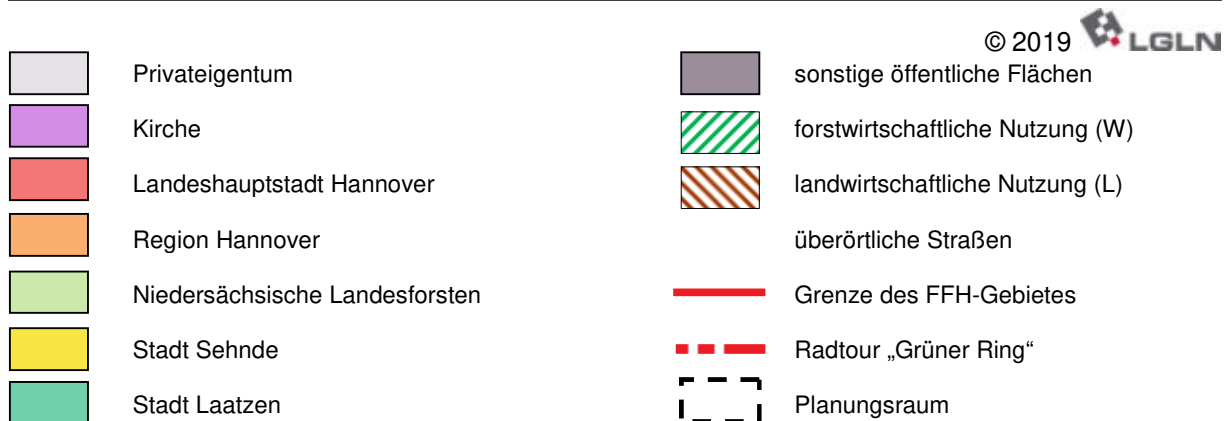 © 2019 LGLN
Privateigentum
Kirche
Landeshauptstadt Hannover
Region Hannover
Niedersächsische Landesforsten
Stadt Sehnde
Stadt Laatzen
sonstige öffentliche Flächen
forstwirtschaftliche Nutzung (W)
landwirtschaftliche Nutzung (L)
überörtliche Straßen
Grenze des FFH-Gebietes
Radtour „Grüner Ring“
Planungsraum